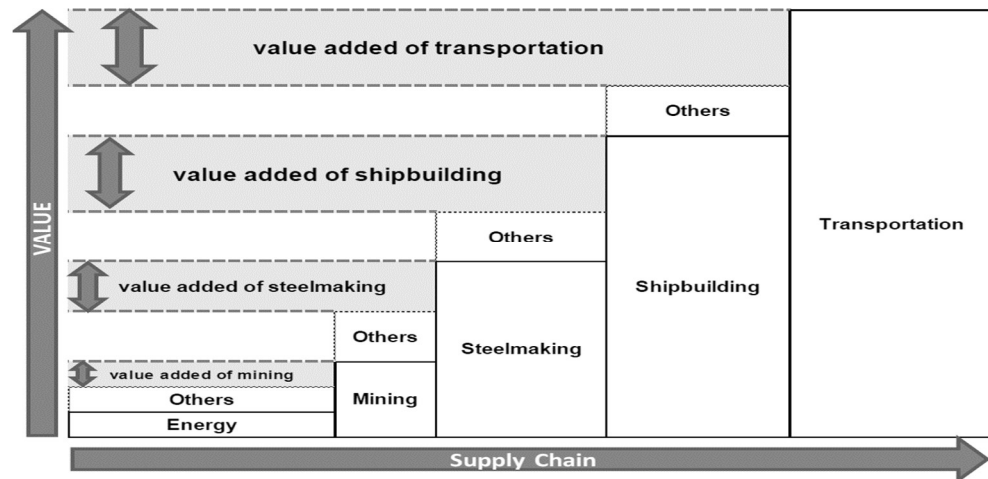 value added of transportation
Others
value added of shipbuilding
Transportation
Others
value added of steelmaking
Shipbuilding
Others
Steelmaking
value added of mining
Others
Mining
Energy
VALUE
Supply Chain